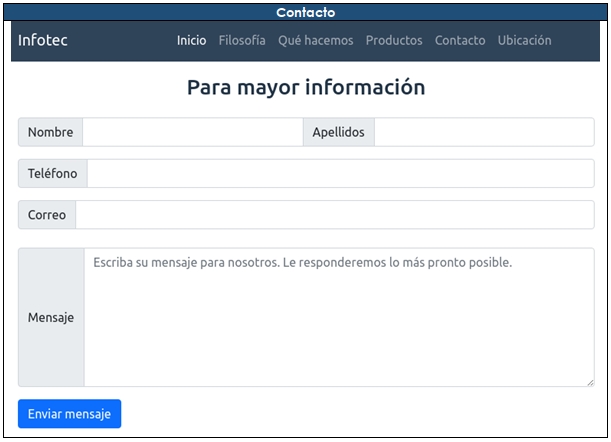 Contacto
Infotec Inicio Filosofía Qué hacemos Productos Contacto Ubicación
Para mayor información
Nombre Apellidos
Teléfono
Correo
Escriba su mensaje para nosotros. Le responderemos lo más pronto posible.
Mensaje
Enviar mensaje